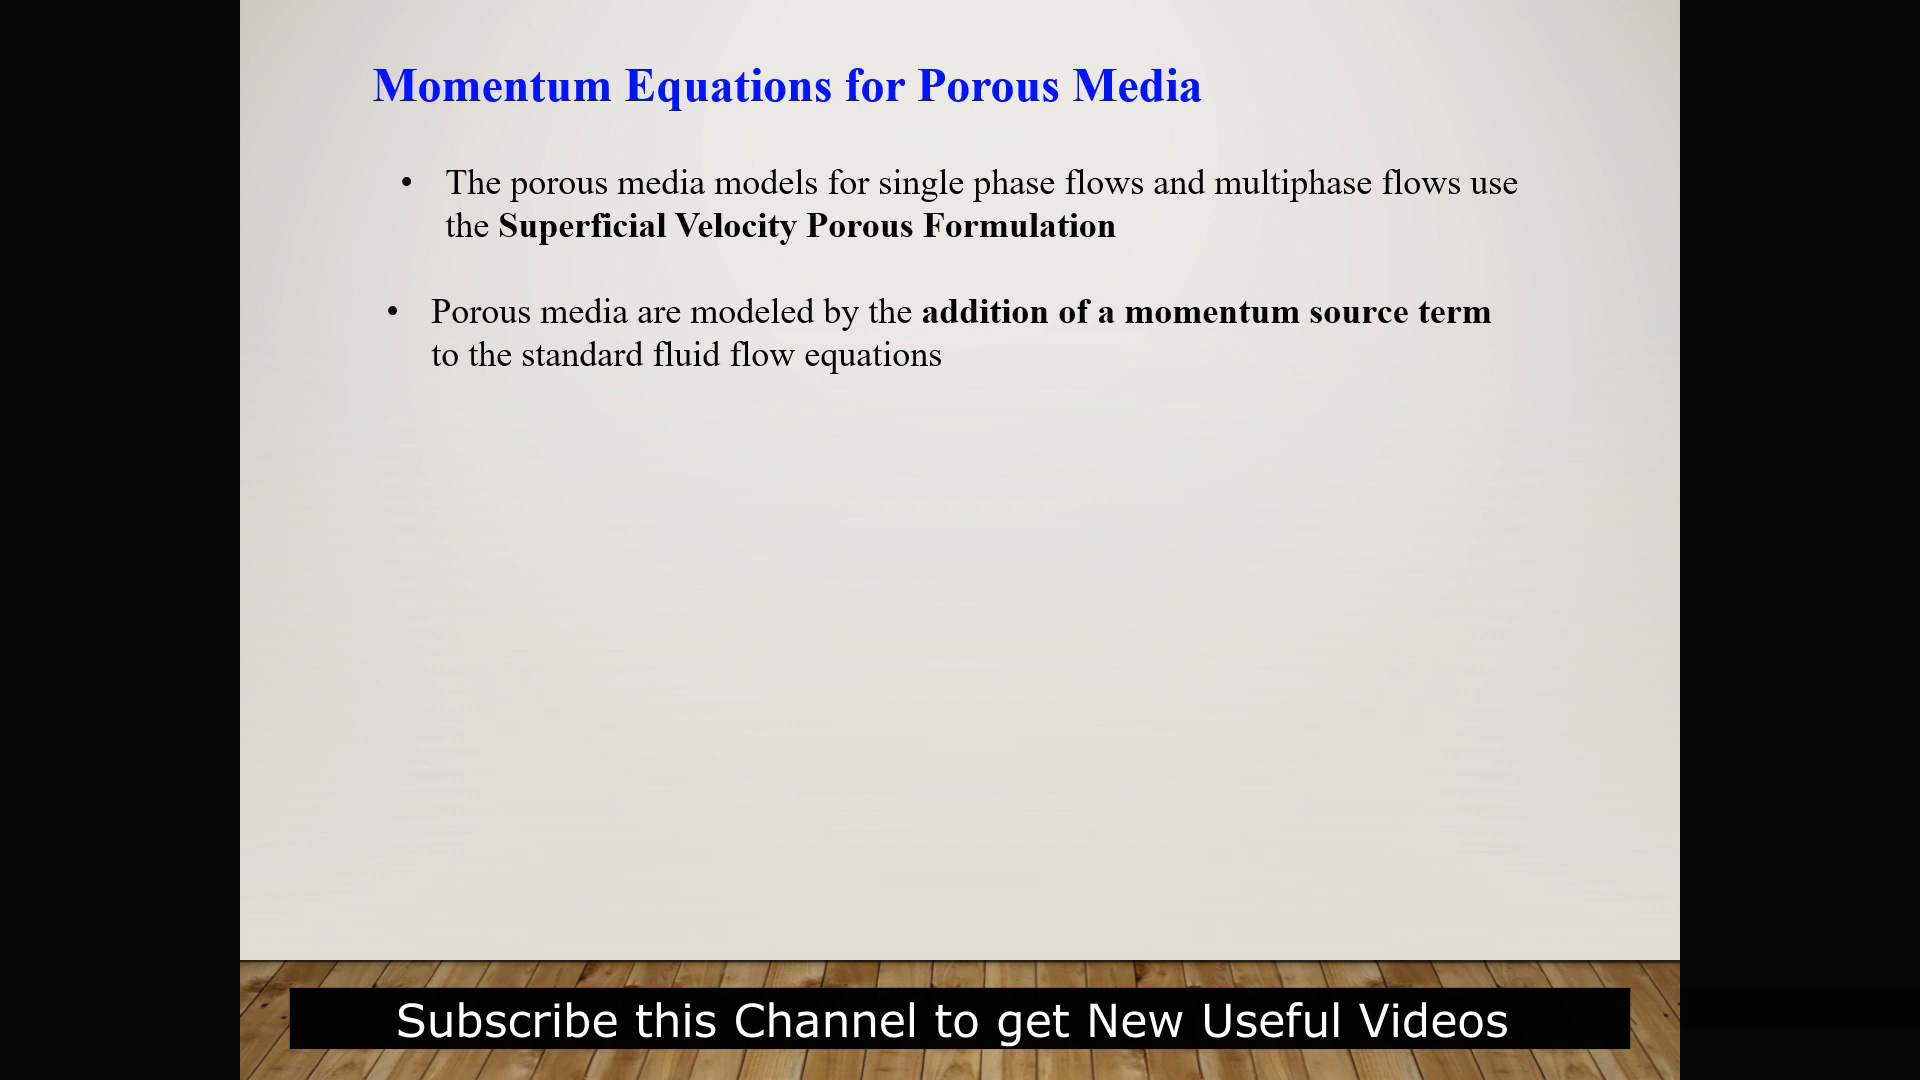 Momentum Equations for Porous Media
• The porous media models for single phase flows and multiphase flows use
the Superficial Velocity Porous Formulation
• Porous media are modeled by the addition of a momentum source term
to the standard fluid flow equations
Subscribe this Channel to get New Useful Videos